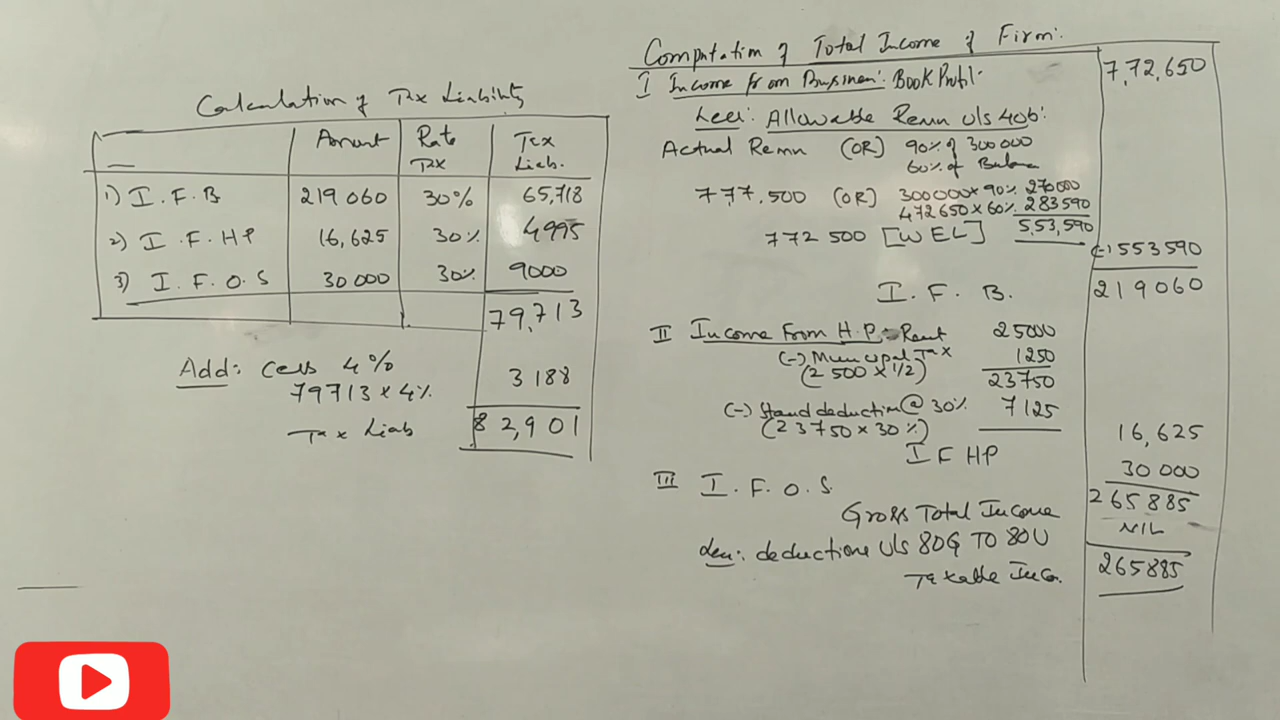 Calculation of Tax Liability
Amount Rate Tax Tax Liab.
1) I. F. B 219060 30% 65,718
2) I. F. HP 16,625 30% 4995
3) I. F. O. S 30000 30% 9000
79,713
Add: Cess 4% 3188
79713 x 4%
Tax Liab 82,901
Computation of Total Income of Firm:
I Income from Business: Book Profit. 7,72,650
Less: Allowable Remn u/s 40b:
Actual Remn (OR) 90% of 300000
60% of Balance
777,500 (OR) 300000 x 90% 270000
472650 x 60% 283590
772500 [W E L] 5,53,590
(-) 553590
I. F. B. 219060
II Income From H.P:- Rent 25000
(-) Municipal Tax 1250
(2500 x 1/2) 23750
(-) Stand deduction @ 30% 7125
(23750 x 30%)
I F HP 16,625
III I. F. O. S. 30000
Gross Total Income 265885
Less: deductions U/s 80G TO 80U NIL
Taxable Inco. 265885